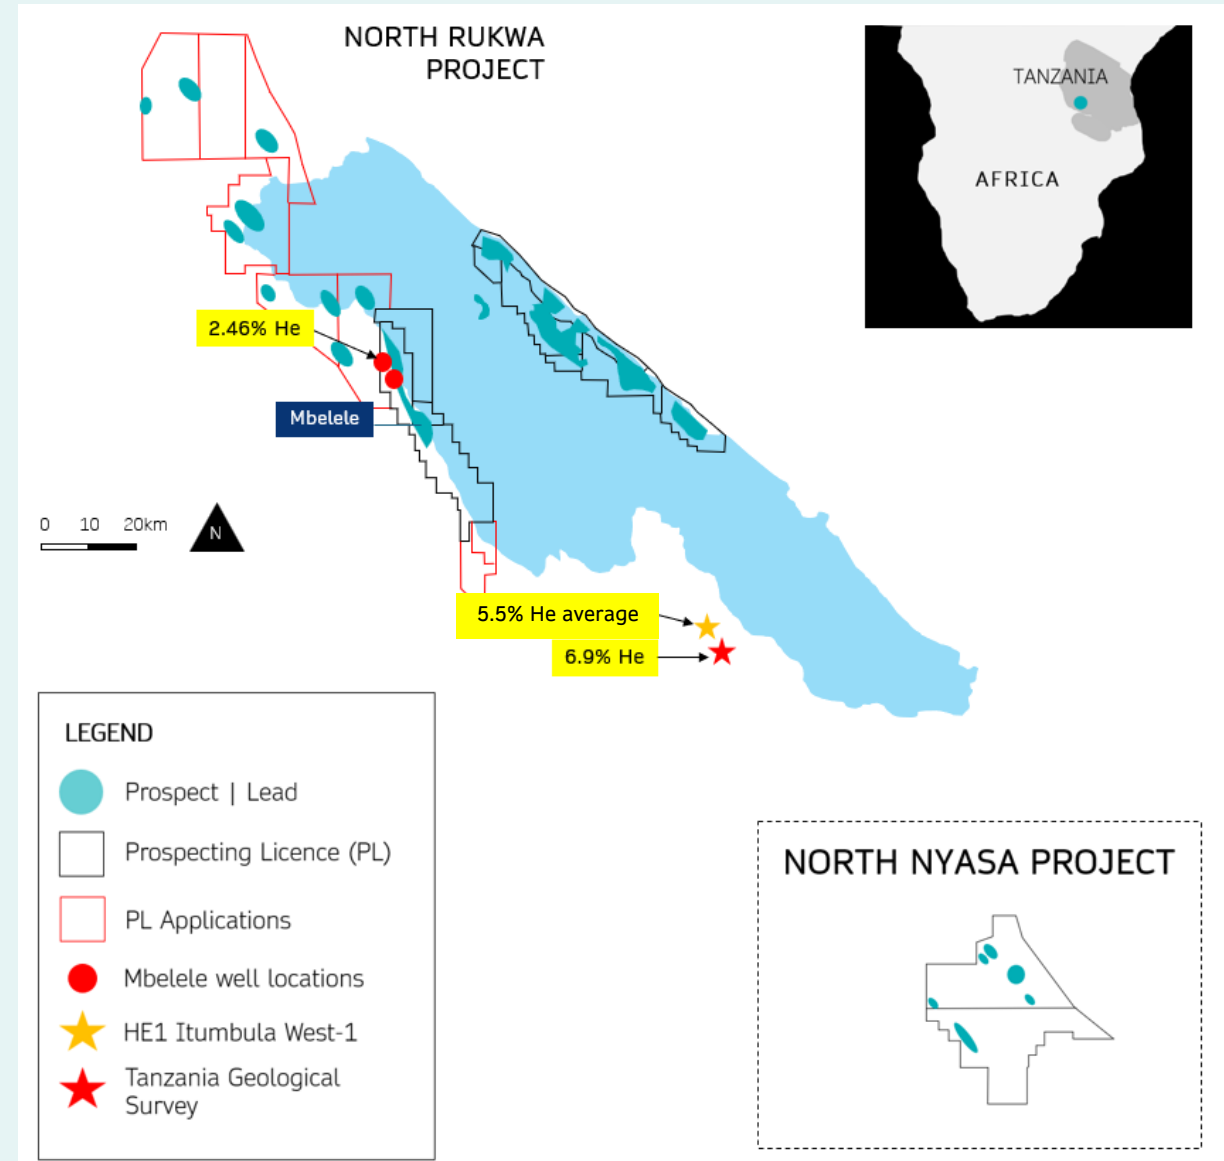 NORTH RUKWA
PROJECT
TANZANIA
AFRICA
2.46% He
Mbelele
0 10 20km
N
5.5% He average
6.9% He
LEGEND
Prospect | Lead
Prospecting Licence (PL)
PL Applications
Mbelele well locations
HE1 Itumbula West-1
Tanzania Geological
Survey
NORTH NYASA PROJECT